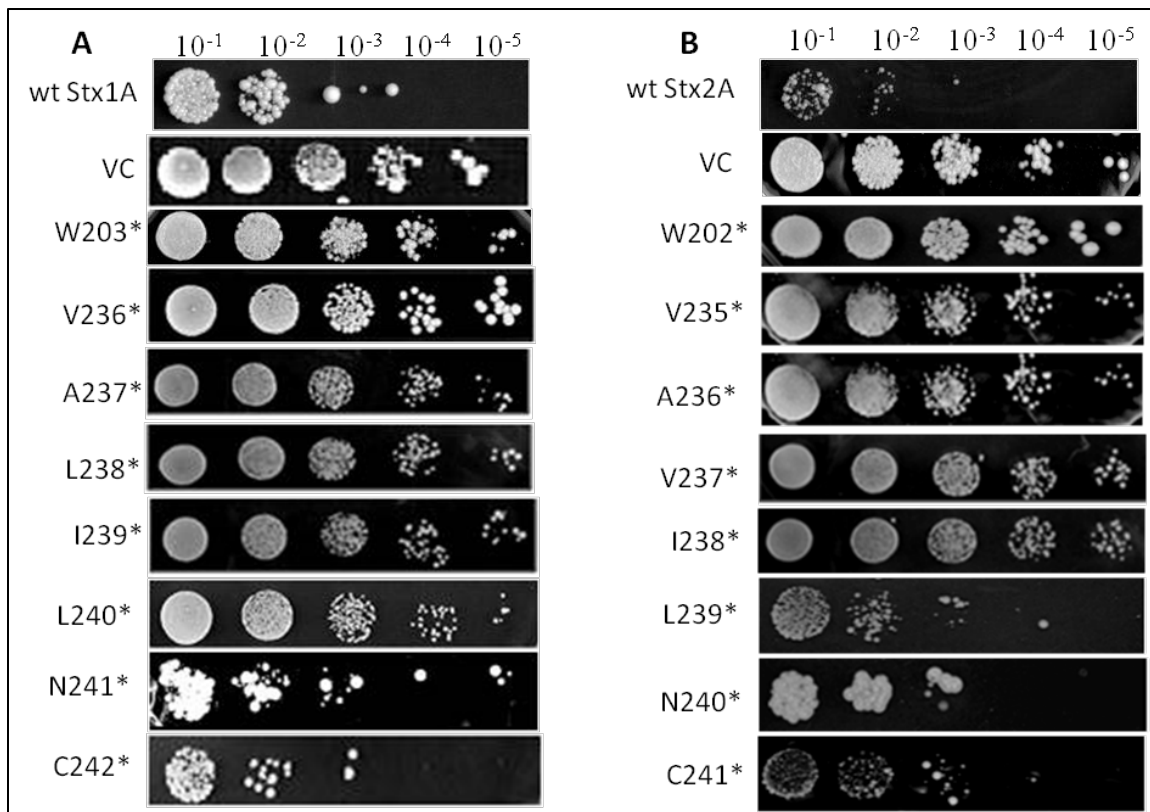 A 10⁻¹ 10⁻² 10⁻³ 10⁻⁴ 10⁻⁵
wt Stx1A
VC
W203*
V236*
A237*
L238*
I239*
L240*
N241*
C242*
B 10⁻¹ 10⁻² 10⁻³ 10⁻⁴ 10⁻⁵
wt Stx2A
VC
W202*
V235*
A236*
V237*
I238*
L239*
N240*
C241*